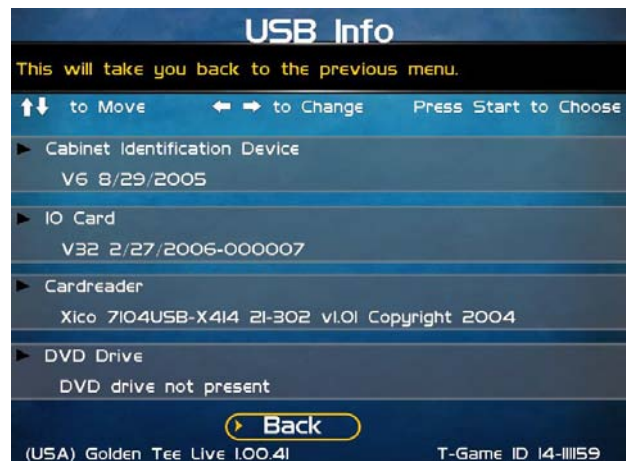 USB Info
This will take you back to the previous menu.
to Move to Change Press Start to Choose
Cabinet Identification Device
V6 8/29/2005
IO Card
V32 2/27/2006-000007
Cardreader
Xico 7104USB-X414 21-302 v1.01 Copyright 2004
DVD Drive
DVD drive not present
Back
(USA) Golden Tee Live 1.00.41 T-Game ID 14-111159